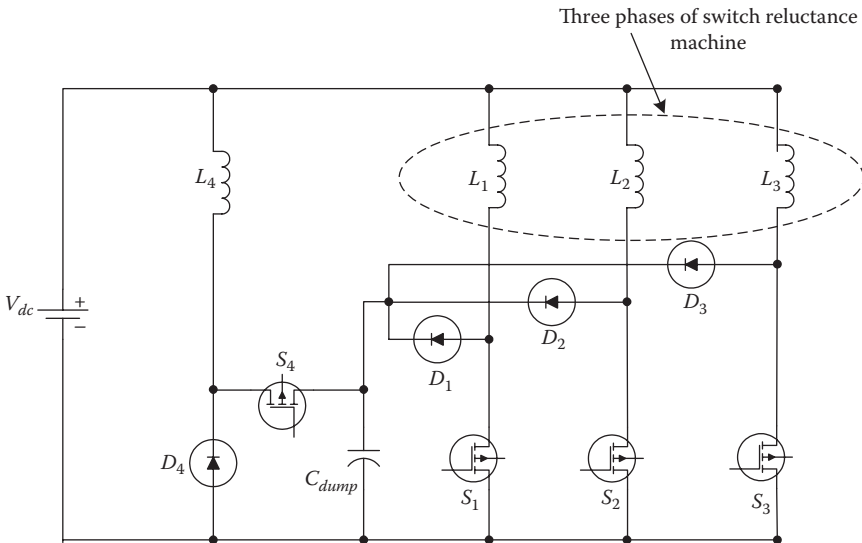 Three phases of switch reluctance
machine
L4
L1
L2
L3
Vdc
+
−
D3
D2
D1
S4
D4
Cdump
S1
S2
S3